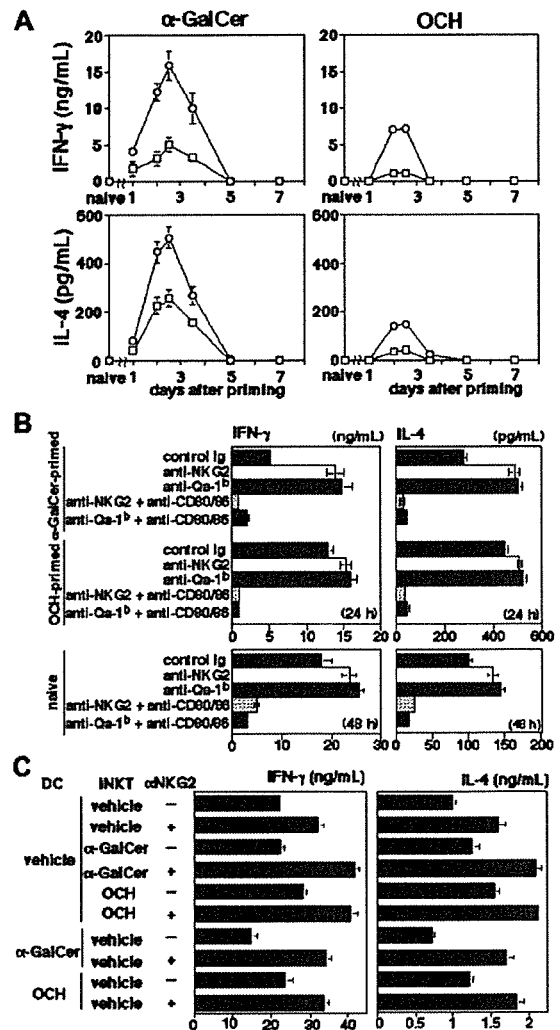 A
α-GalCer
OCH
IFN-γ (ng/mL)
20
15
10
5
0
naive 1 3 5 7
20
15
10
5
0
naive 1 3 5 7
IL-4 (pg/mL)
600
400
200
0
naive 1 3 5 7
days after priming
600
400
200
0
naive 1 3 5 7
days after priming
B
IFN-γ (ng/mL)
IL-4 (pg/mL)
α-GalCer-primed
control Ig
anti-NKG2
anti-Qa-1b
anti-NKG2 + anti-CD80/86
anti-Qa-1b + anti-CD80/86
OCH-primed
control Ig
anti-NKG2
anti-Qa-1b
anti-NKG2 + anti-CD80/86
anti-Qa-1b + anti-CD80/86
(24 h)
(24 h)
0 5 10 15 20
0 200 400 600
naive
control Ig
anti-NKG2
anti-Qa-1b
anti-NKG2 + anti-CD80/86
anti-Qa-1b + anti-CD80/86
(48 h)
(48 h)
0 5 10 15 20 25 30
0 50 100 150 200
C
DC iNKT αNKG2
IFN-γ (ng/mL)
IL-4 (ng/mL)
vehicle
vehicle −
vehicle +
α-GalCer −
α-GalCer +
OCH −
OCH +
α-GalCer
vehicle −
vehicle +
OCH
vehicle −
vehicle +
0 10 20 30 40
0 0.5 1 1.5 2